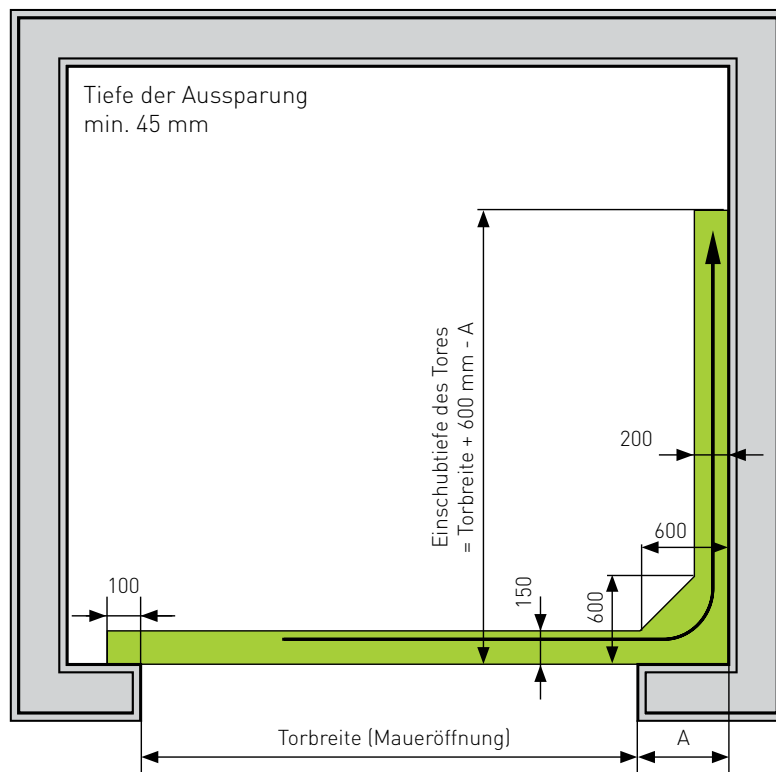 Tiefe der Aussparung
min. 45 mm
Einschubtiefe des Tores
= Torbreite + 600 mm - A
200
600
100
150
600
Torbreite (Maueröffnung)
A